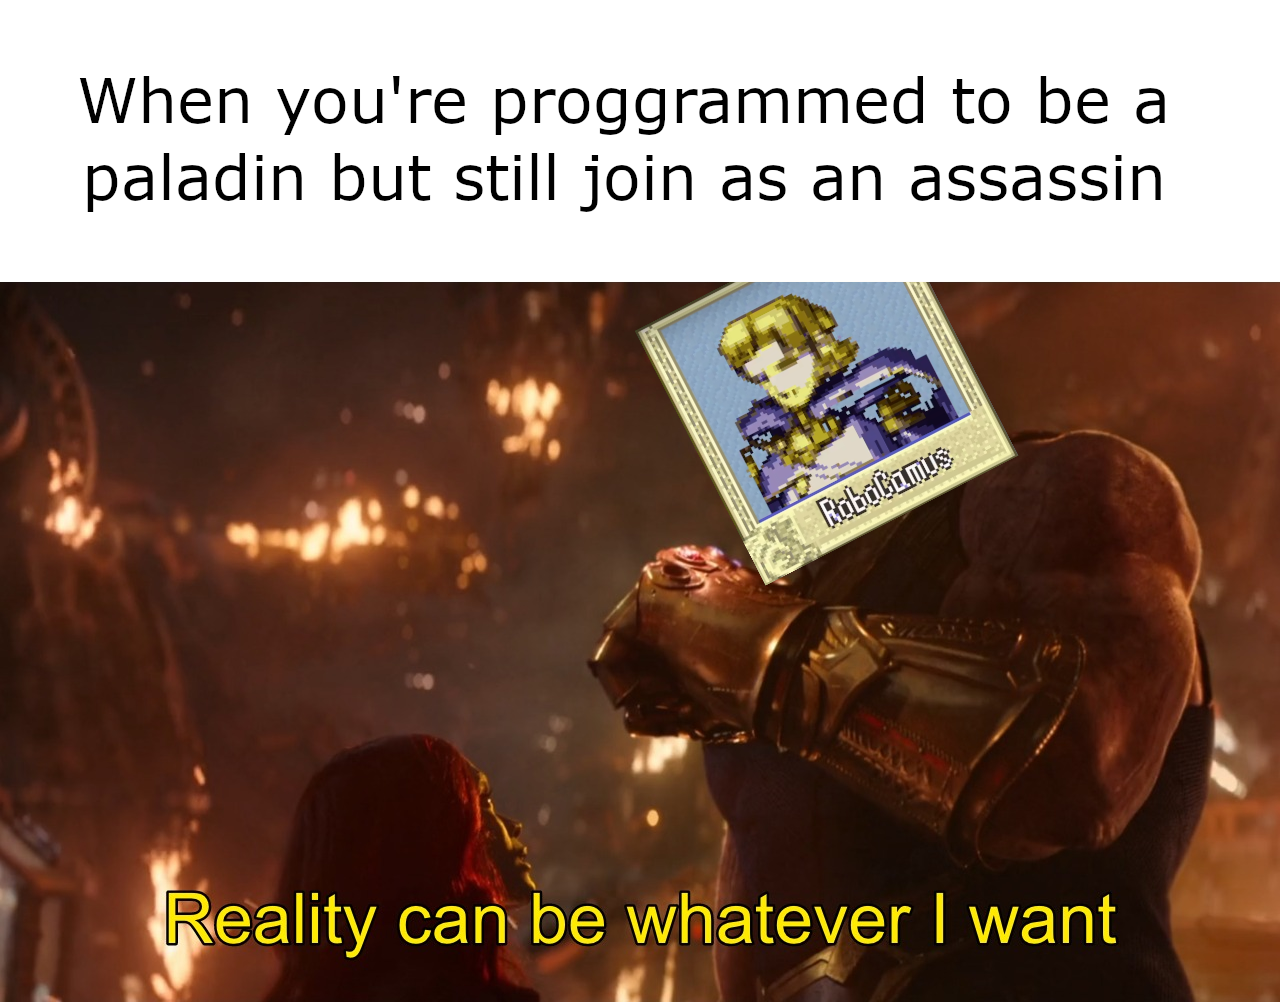 When you're proggrammed to be a
paladin but still join as an assassin
RoboCamus
Reality can be whatever I want